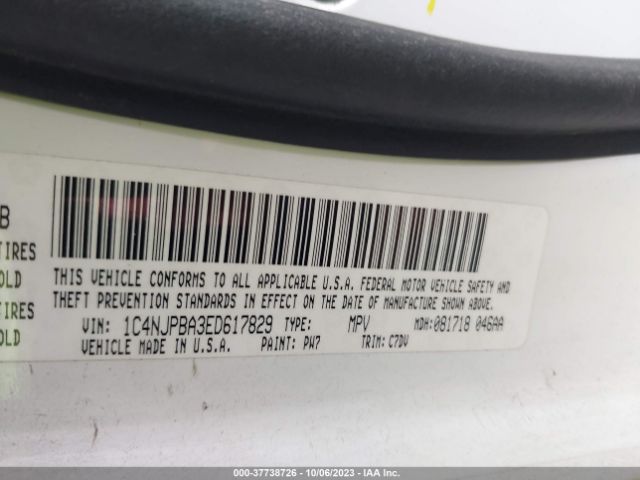 B
TIRES
OLD
TIRES
OLD
THIS VEHICLE CONFORMS TO ALL APPLICABLE U.S.A. FEDERAL MOTOR VEHICLE SAFETY AND
THEFT PREVENTION STANDARDS IN EFFECT ON THE DATE OF MANUFACTURE SHOWN ABOVE.
VIN: 1C4NJPBA3ED617829 TYPE: MPV MDH: 081718 046AA
VEHICLE MADE IN U.S.A. PAINT: PW7 TRIM: C7DV
000-37738726 - 10/06/2023 - IAA Inc.